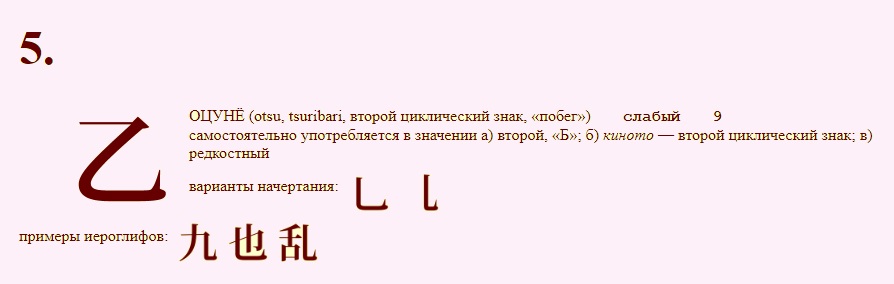 5.
乙
ОЦУНЁ (otsu, tsuribari, второй циклический знак, «побег») слабый 9
самостоятельно употребляется в значении а) второй, «Б»; б) киното — второй циклический знак; в)
редкостный
варианты начертания: 乚 ⺃
примеры иероглифов: 九 也 乱